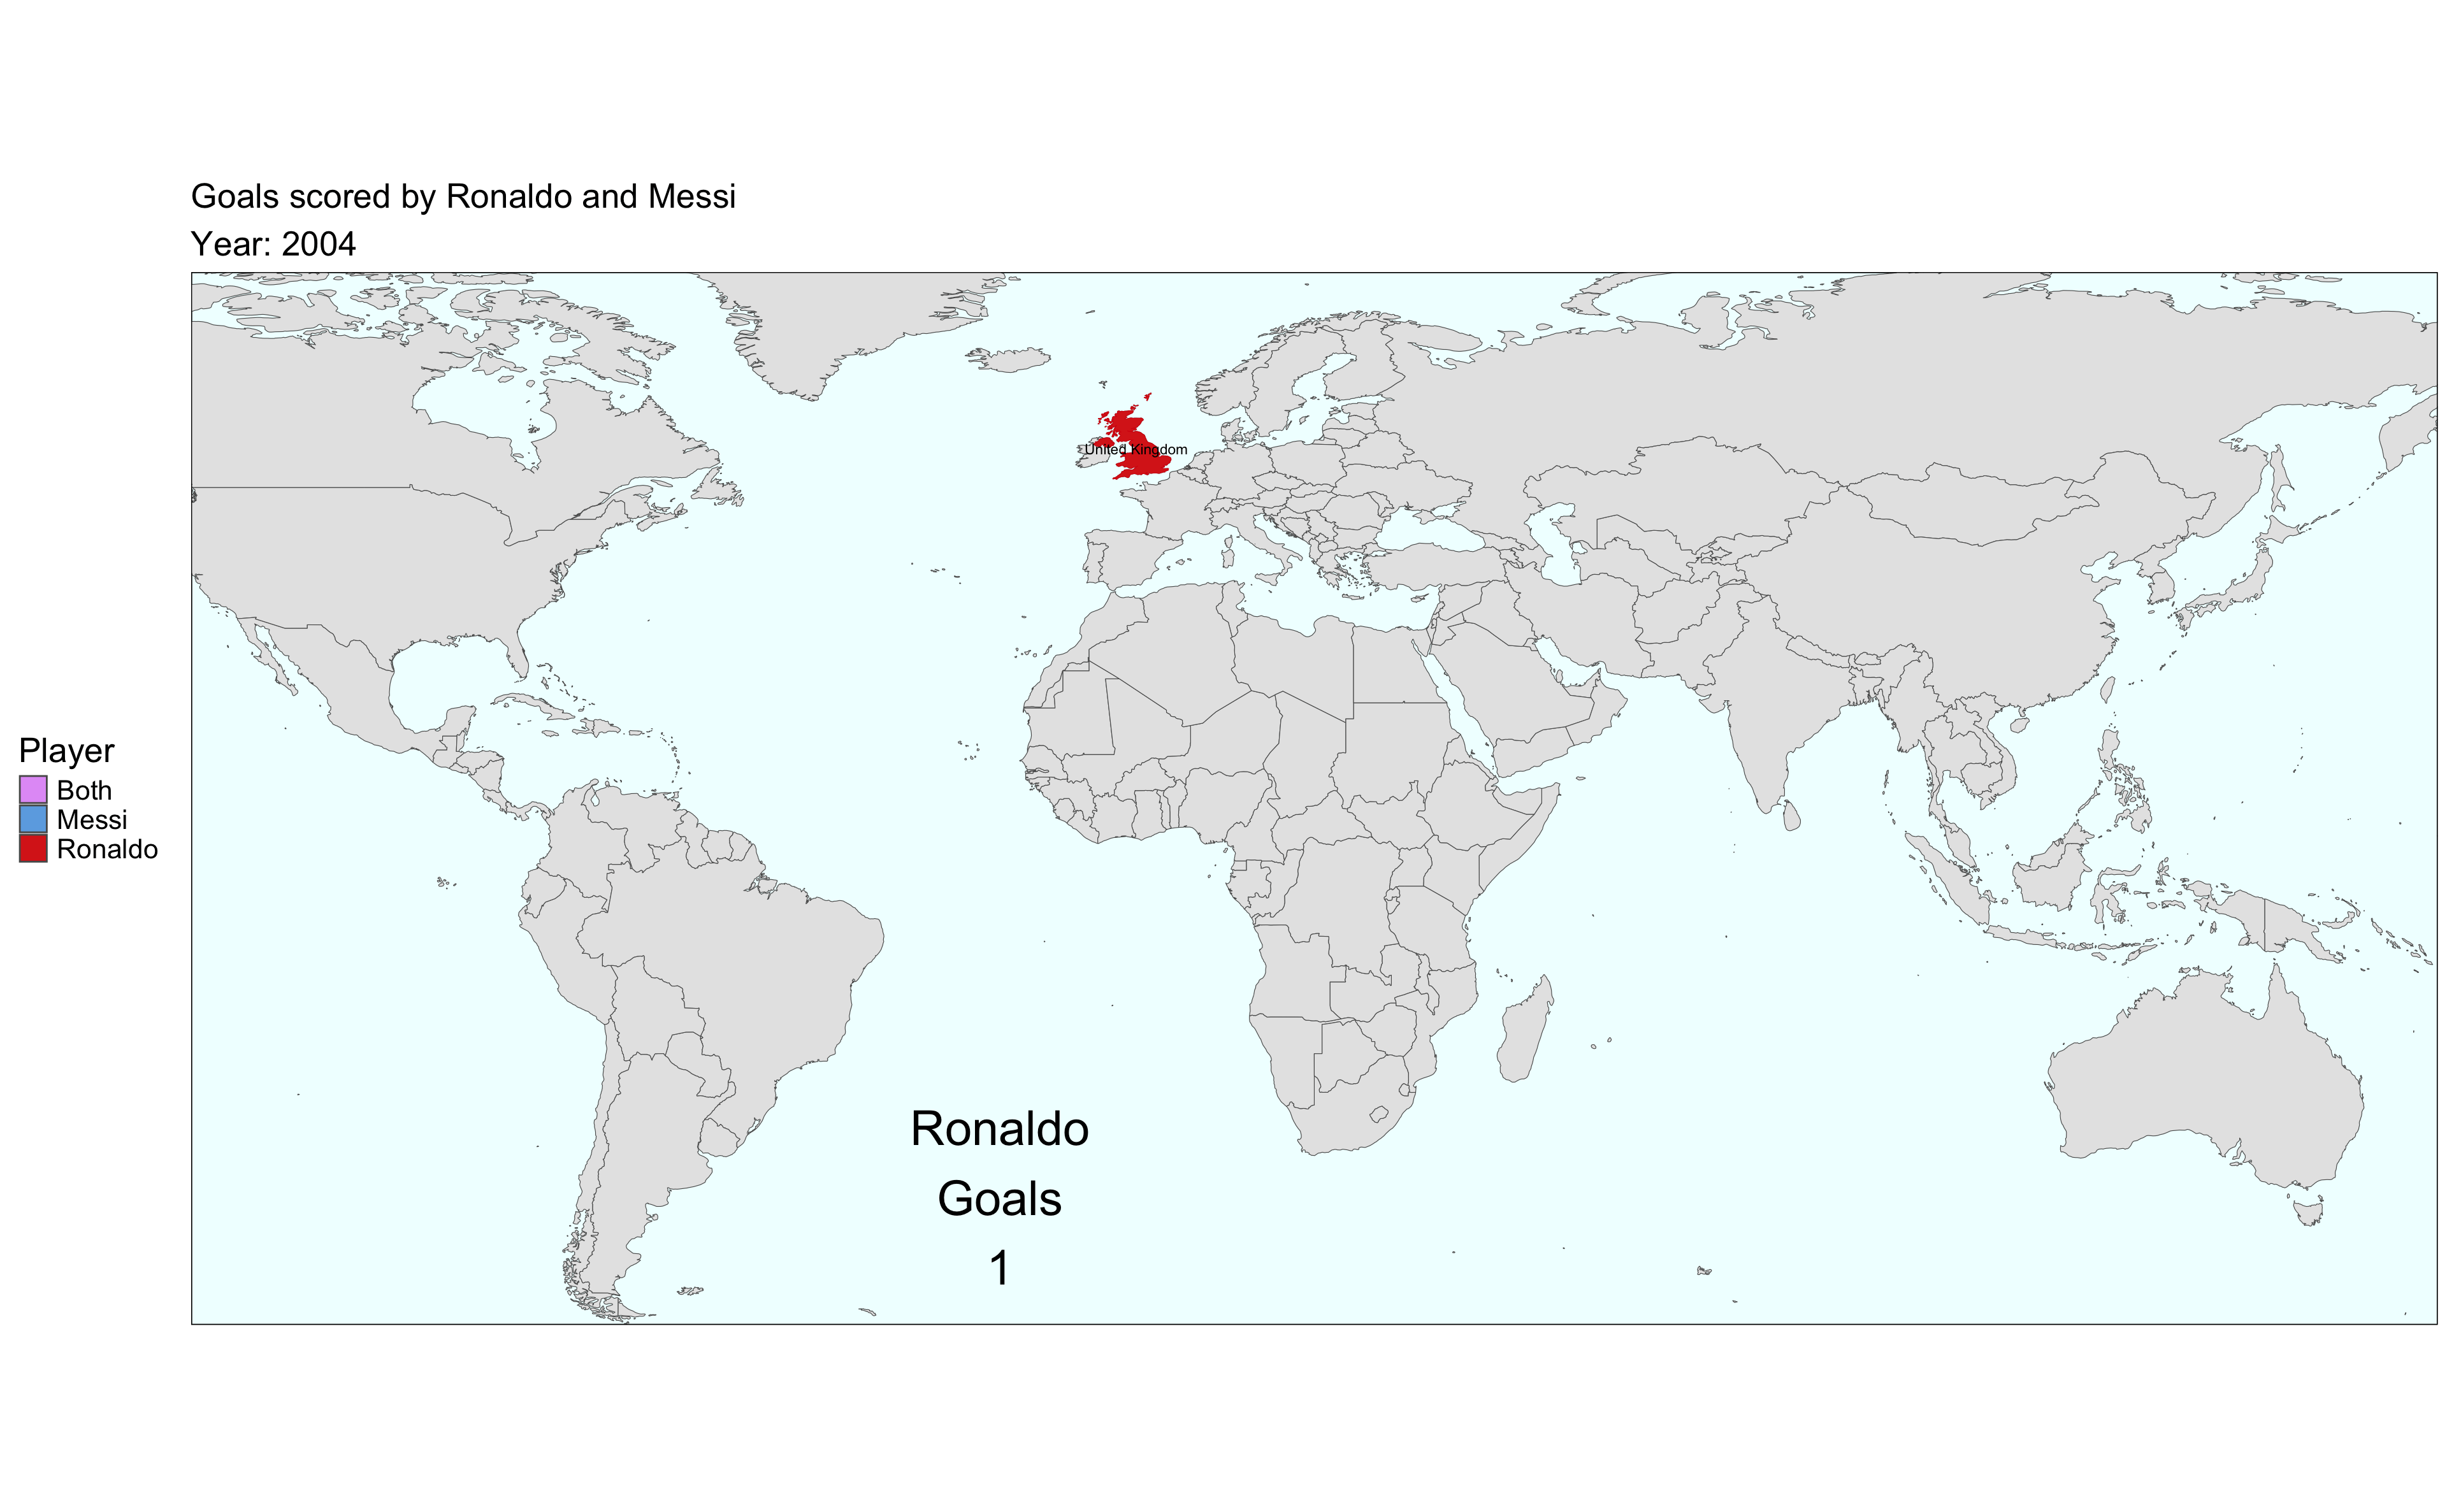 Goals scored by Ronaldo and Messi
Year: 2004
United Kingdom
Player
Both
Messi
Ronaldo
Ronaldo
Goals
1